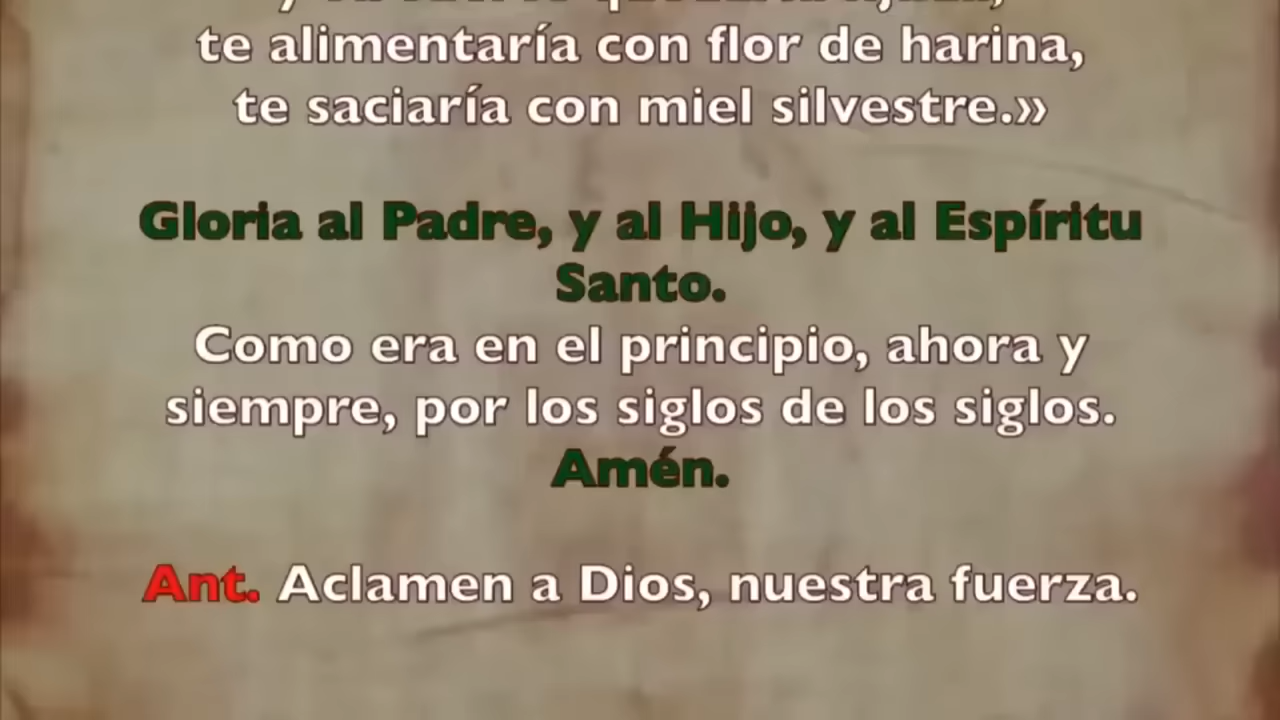 te alimentaría con flor de harina,
te saciaría con miel silvestre.»
Gloria al Padre, y al Hijo, y al Espíritu
Santo.
Como era en el principio, ahora y
siempre, por los siglos de los siglos.
Amén.
Ant. Aclamen a Dios, nuestra fuerza.